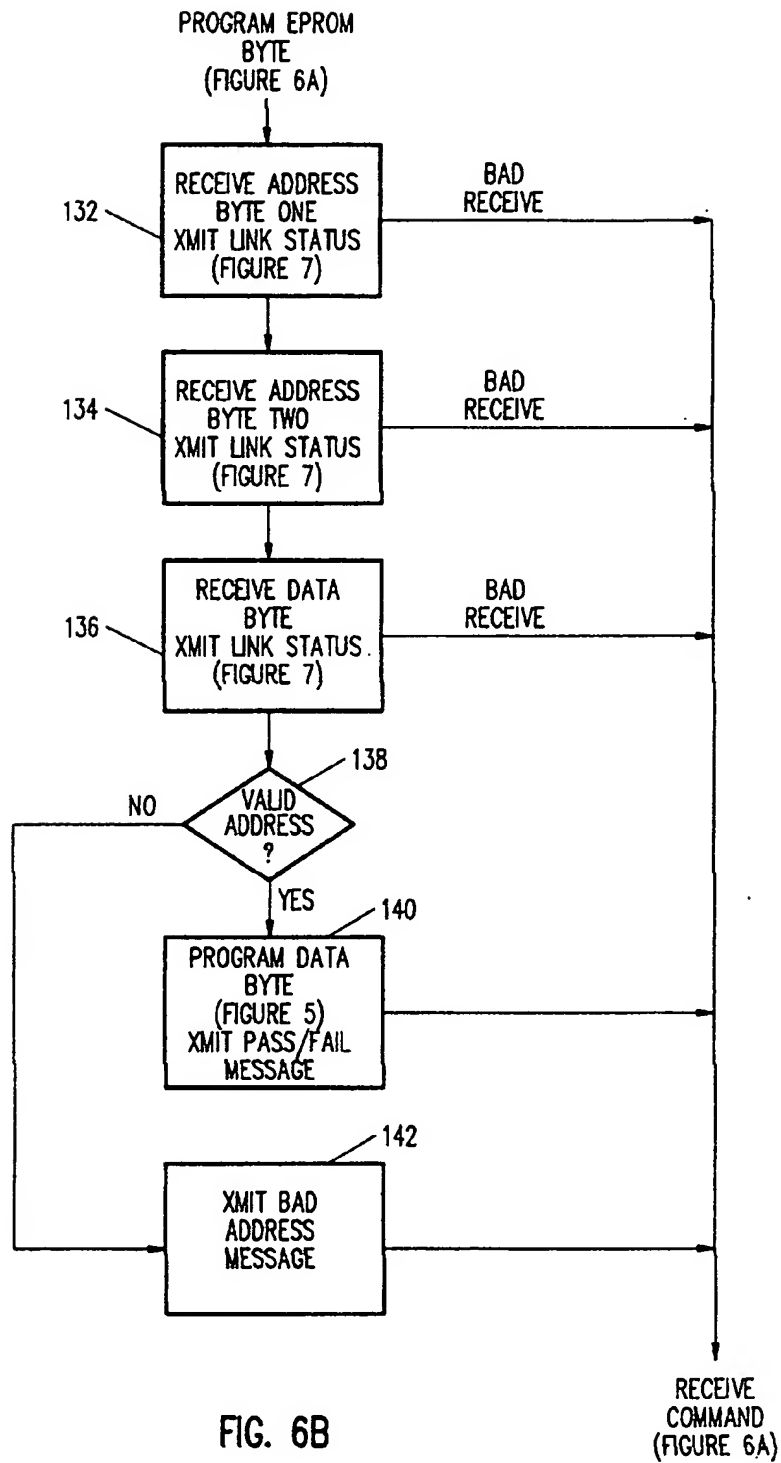 PROGRAM EPROM
BYTE
(FIGURE 6A)
132
RECEIVE ADDRESS
BYTE ONE
XMIT LINK STATUS
(FIGURE 7)
BAD
RECEIVE
134
RECEIVE ADDRESS
BYTE TWO
XMIT LINK STATUS
(FIGURE 7)
BAD
RECEIVE
136
RECEIVE DATA
BYTE
XMIT LINK STATUS
(FIGURE 7)
BAD
RECEIVE
138
NO
VALID
ADDRESS
?
YES
140
PROGRAM DATA
BYTE
(FIGURE 5)
XMIT PASS/FAIL
MESSAGE
142
XMIT BAD
ADDRESS
MESSAGE
RECEIVE
COMMAND
(FIGURE 6A)
FIG. 6B